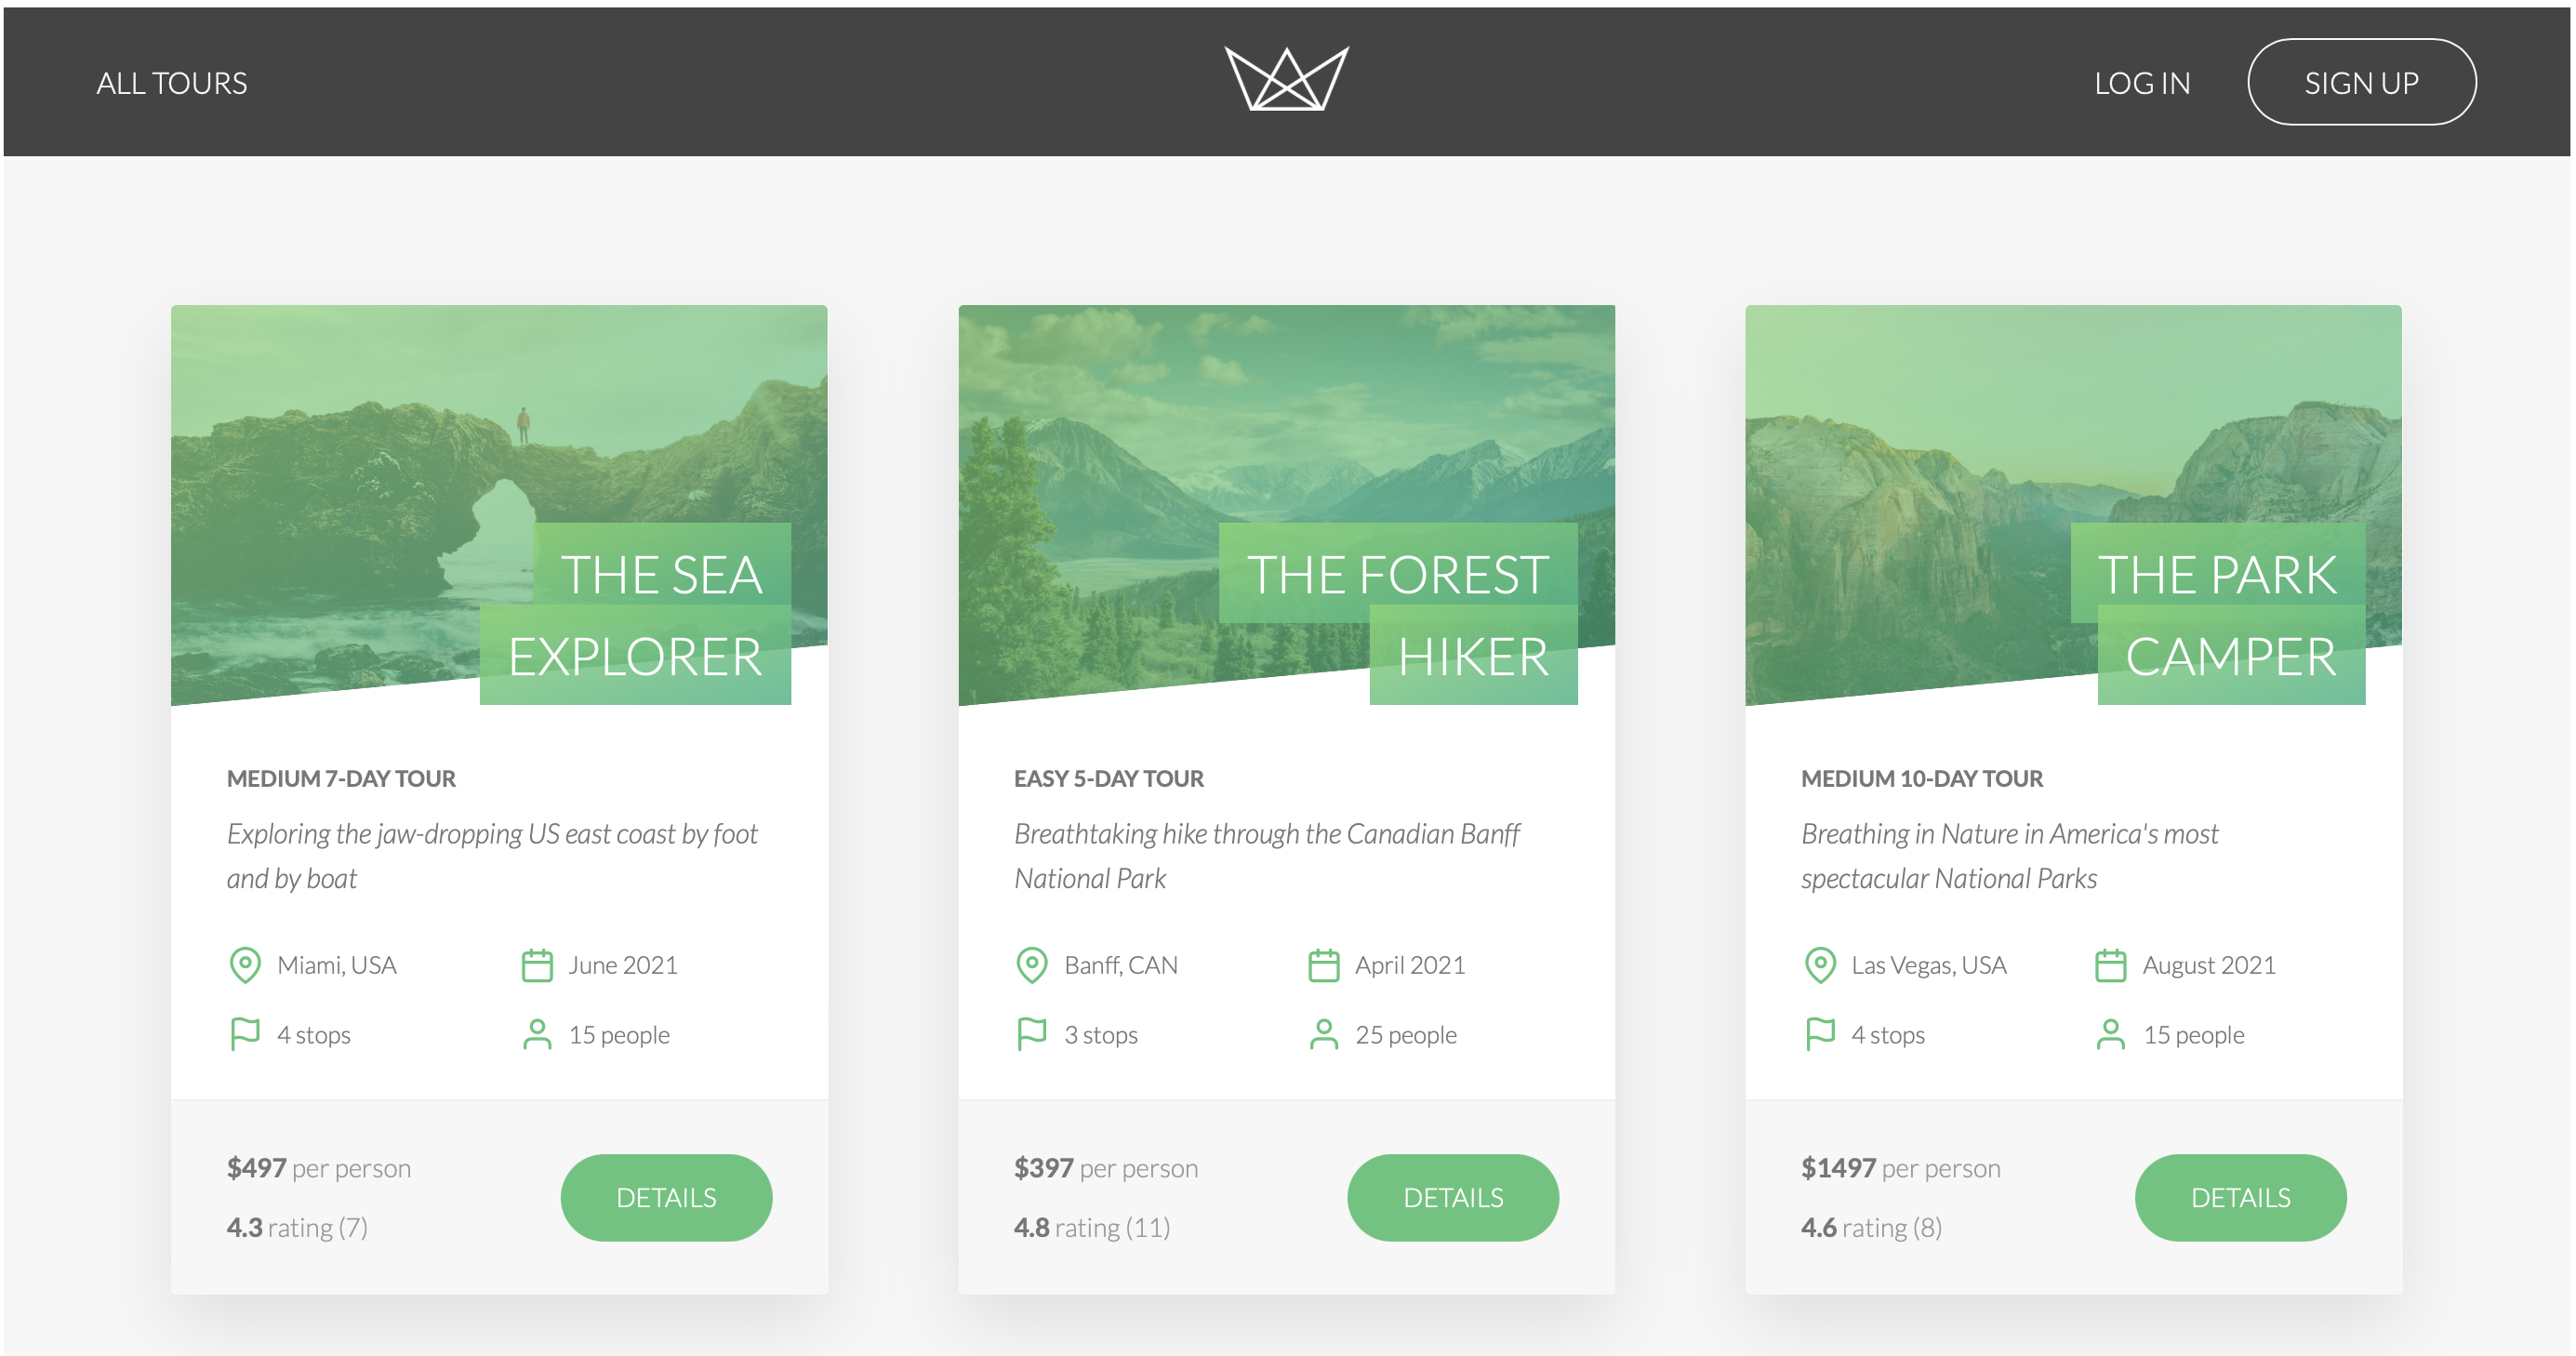 ALL TOURS
LOG IN
SIGN UP
THE SEA
EXPLORER
MEDIUM 7-DAY TOUR
Exploring the jaw-dropping US east coast by foot
and by boat
Miami, USA
June 2021
4 stops
15 people
$497 per person
4.3 rating (7)
DETAILS
THE FOREST
HIKER
EASY 5-DAY TOUR
Breathtaking hike through the Canadian Banff
National Park
Banff, CAN
April 2021
3 stops
25 people
$397 per person
4.8 rating (11)
DETAILS
THE PARK
CAMPER
MEDIUM 10-DAY TOUR
Breathing in Nature in America's most
spectacular National Parks
Las Vegas, USA
August 2021
4 stops
15 people
$1497 per person
4.6 rating (8)
DETAILS